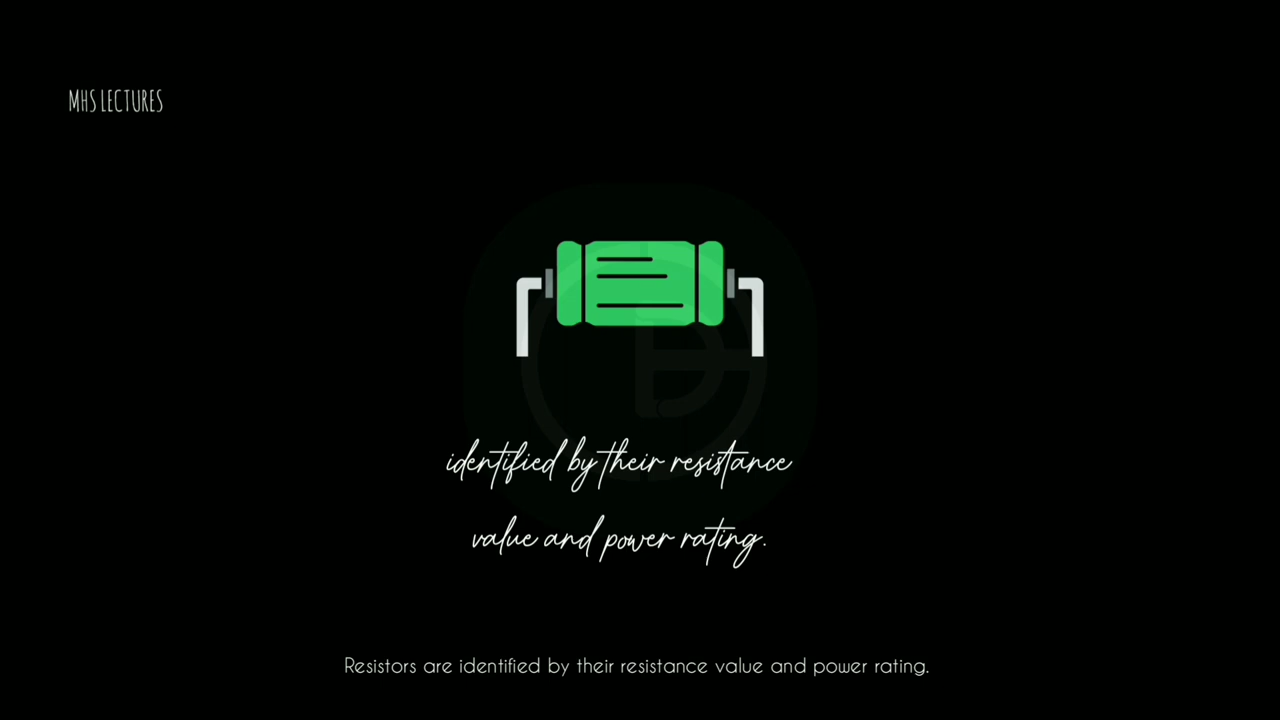 MHS LECTURES
identified by their resistance
value and power rating.
Resistors are identified by their resistance value and power rating.